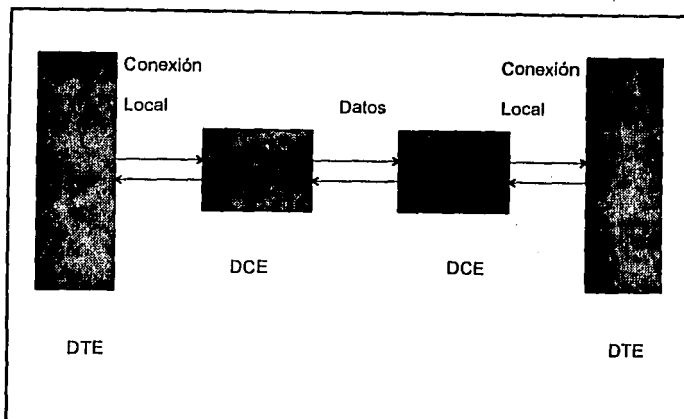 Conexión
Local
Datos
Conexión
Local
DCE
DCE
DTE
DTE